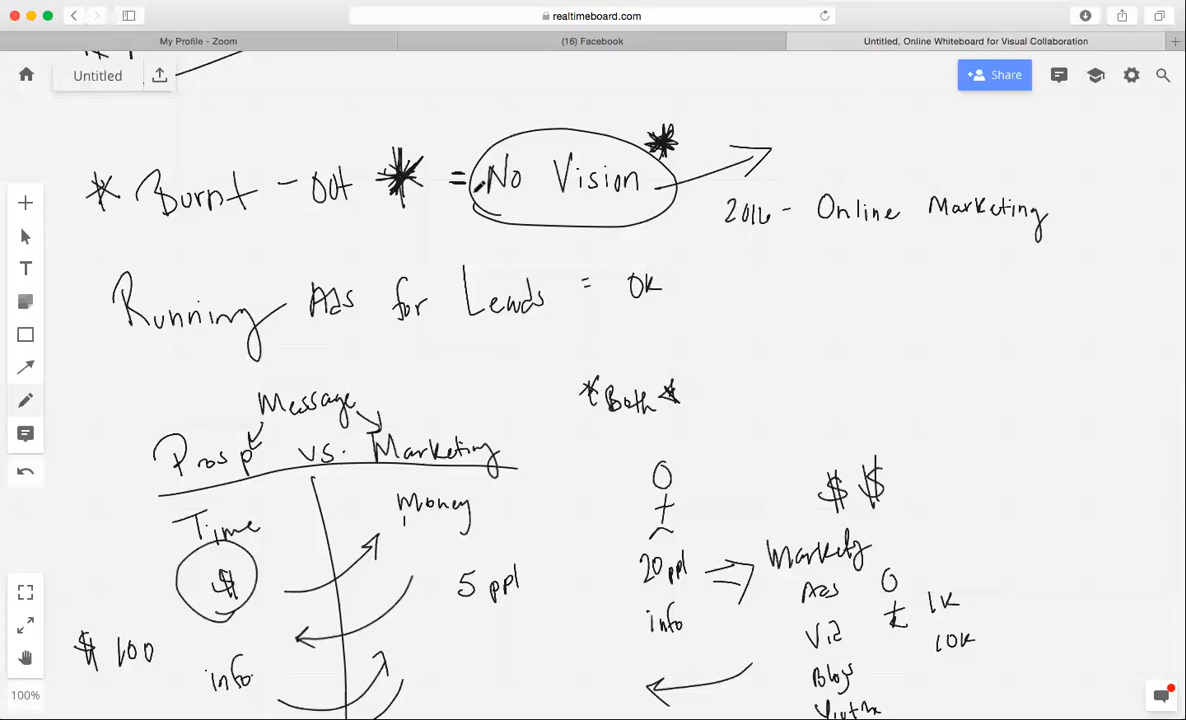 realtimeboard.com
My Profile - Zoom
(16) Facebook
Untitled, Online Whiteboard for Visual Collaboration
Untitled
Share
* Burnt - Out * = No Vision *
2016 - Online Marketing
Running Ads for Leads = OK
Message
*Both*
Prosp vs. Marketing
$ $
Time
Money
$
5 ppl
20 ppl
Ads
1K
info
Vid
10K
$ 100
info
Blogs
100%